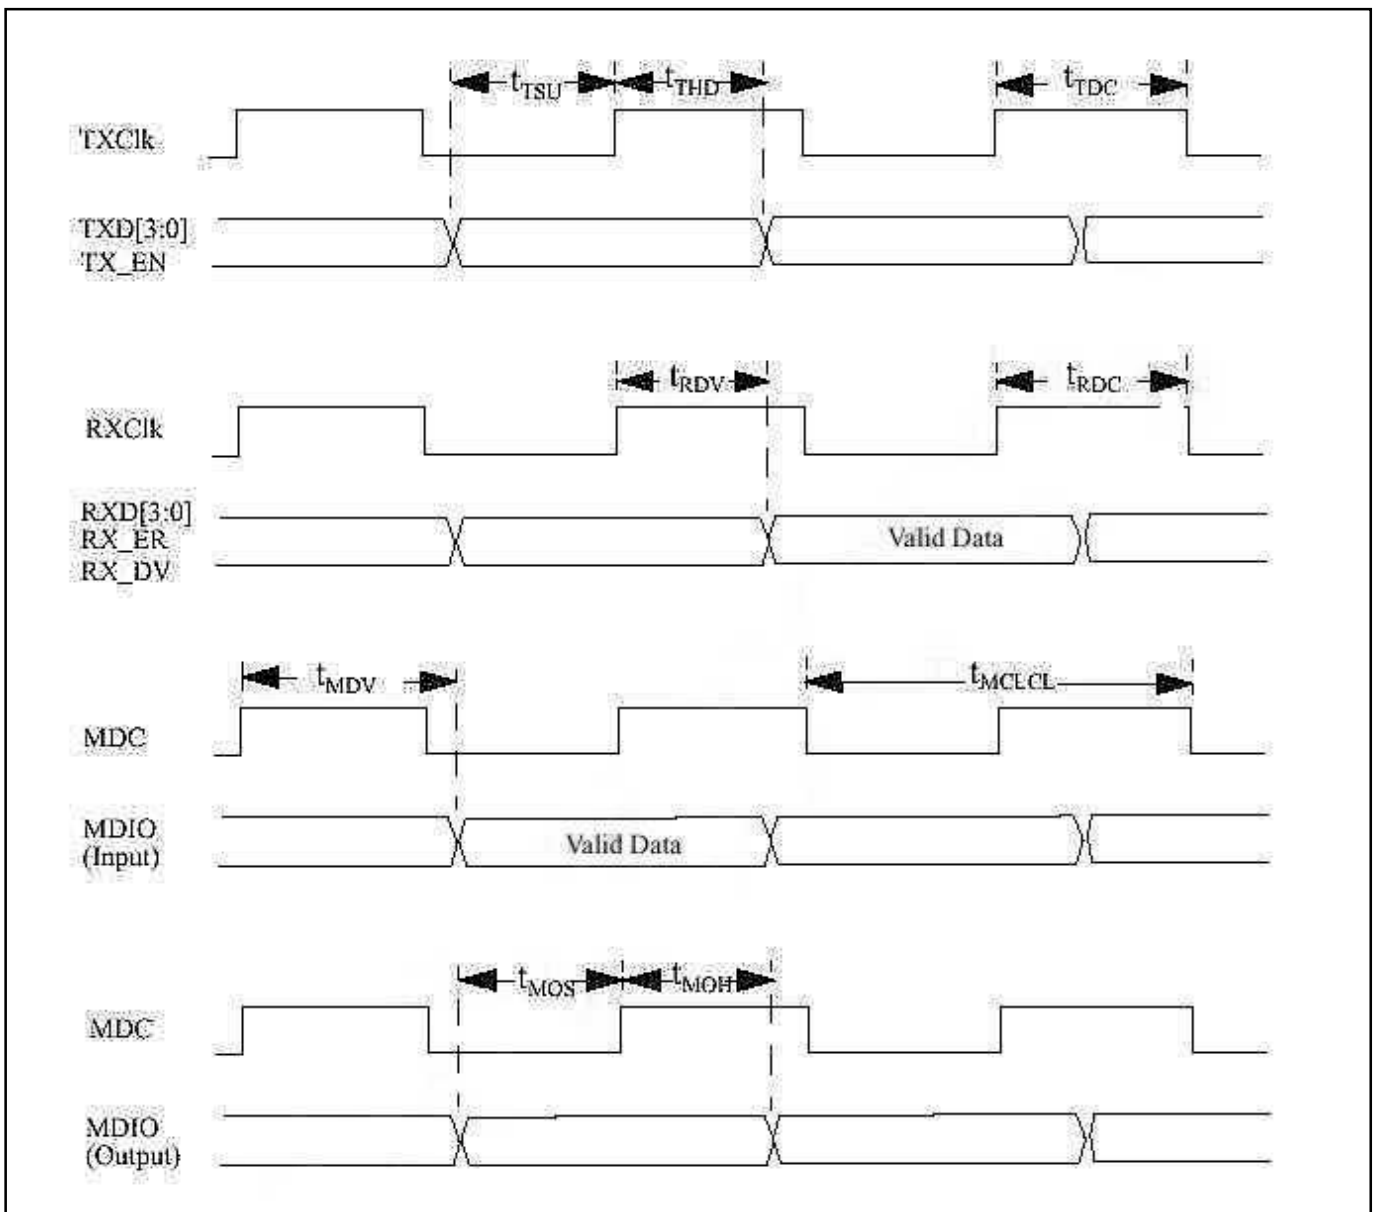 tTSU tTHD tTDC
TXClk
TXD[3:0]
TX_EN
tRDV tRDC
RXClk
RXD[3:0]
RX_ER
RX_DV
Valid Data
tMDV tMCLCL
MDC
MDIO
(Input)
Valid Data
tMOS tMOH
MDC
MDIO
(Output)